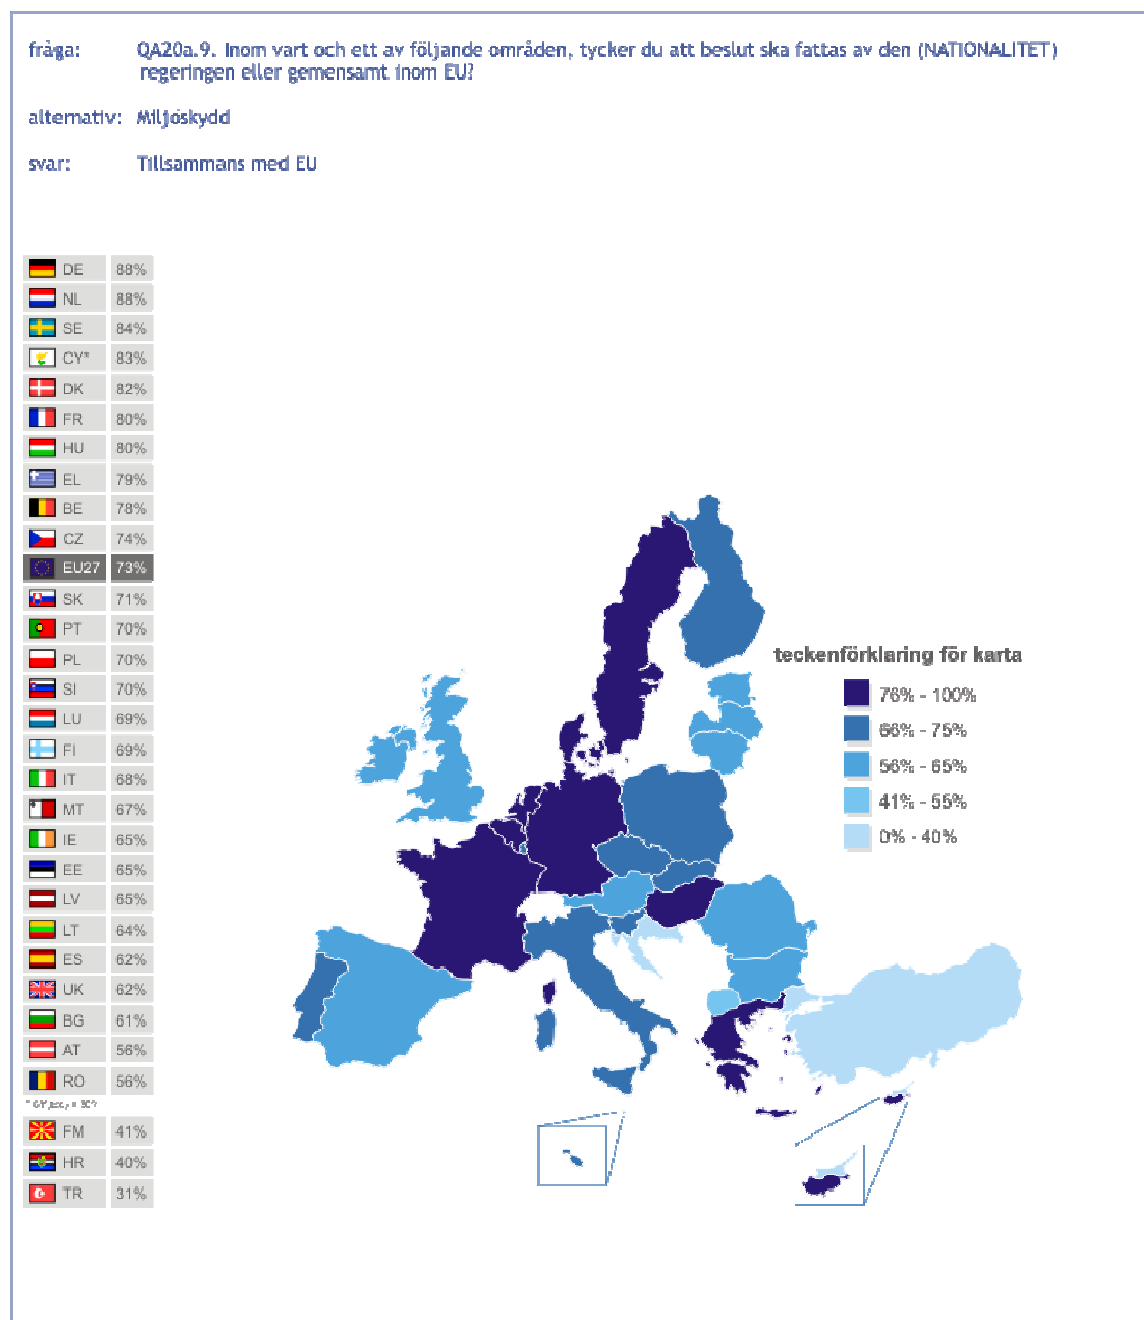 fråga: QA20a.9. Inom vart och ett av följande områden, tycker du att beslut ska fattas av den (NATIONALITET)
regeringen eller gemensamt inom EU?
alternativ: Miljöskydd
svar: Tillsammans med EU
DE 88%
NL 88%
SE 84%
CY* 83%
DK 82%
FR 80%
HU 80%
EL 79%
BE 78%
CZ 74%
EU27 73%
SK 71%
PT 70%
PL 70%
SI 70%
LU 69%
FI 69%
IT 68%
MT 67%
IE 65%
EE 65%
LV 65%
LT 64%
ES 62%
UK 62%
BG 61%
AT 56%
RO 56%
FM 41%
HR 40%
TR 31%
teckenförklaring för karta
76% - 100%
66% - 75%
56% - 65%
41% - 55%
0% - 40%